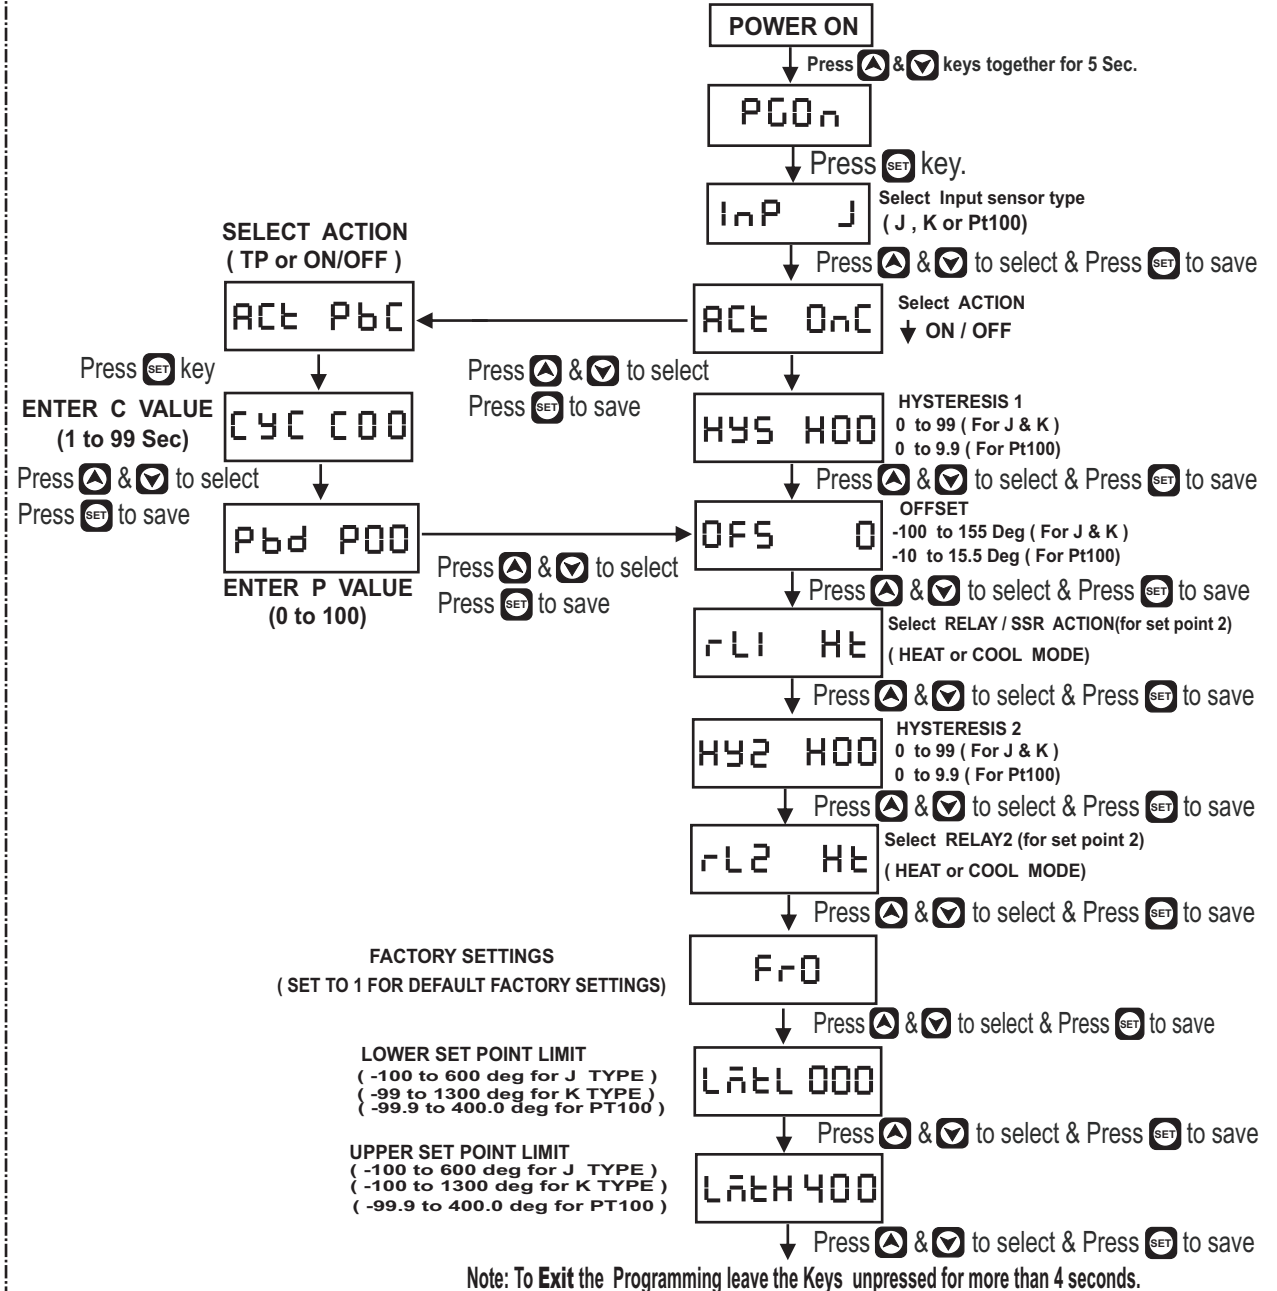 POWER ON
Press & keys together for 5 Sec.
PGOn
Press SET key.
InP J
Select Input sensor type
( J , K or Pt100)
Press & to select & Press SET to save
SELECT ACTION
( TP or ON/OFF )
ACt PbC
ACt OnC
Select ACTION
ON / OFF
Press SET key
Press & to select
Press SET to save
ENTER C VALUE
(1 to 99 Sec)
CYC C00
HYS H00
HYSTERESIS 1
0 to 99 ( For J & K )
0 to 9.9 ( For Pt100)
Press & to select
Press SET to save
Press & to select & Press SET to save
Pbd P00
ENTER P VALUE
(0 to 100)
Press & to select
Press SET to save
OFS 0
OFFSET
-100 to 155 Deg ( For J & K )
-10 to 15.5 Deg ( For Pt100)
Press & to select & Press SET to save
rL1 Ht
Select RELAY / SSR ACTION(for set point 2)
( HEAT or COOL MODE)
Press & to select & Press SET to save
HY2 H00
HYSTERESIS 2
0 to 99 ( For J & K )
0 to 9.9 ( For Pt100)
Press & to select & Press SET to save
rL2 Ht
Select RELAY2 (for set point 2)
( HEAT or COOL MODE)
Press & to select & Press SET to save
FACTORY SETTINGS
( SET TO 1 FOR DEFAULT FACTORY SETTINGS)
Fr0
Press & to select & Press SET to save
LOWER SET POINT LIMIT
( -100 to 600 deg for J TYPE )
( -99 to 1300 deg for K TYPE )
( -99.9 to 400.0 deg for PT100 )
Ln̄tL 000
Press & to select & Press SET to save
UPPER SET POINT LIMIT
( -100 to 600 deg for J TYPE )
( -100 to 1300 deg for K TYPE )
( -99.9 to 400.0 deg for PT100 )
Ln̄tH 400
Press & to select & Press SET to save
Note: To Exit the Programming leave the Keys unpressed for more than 4 seconds.